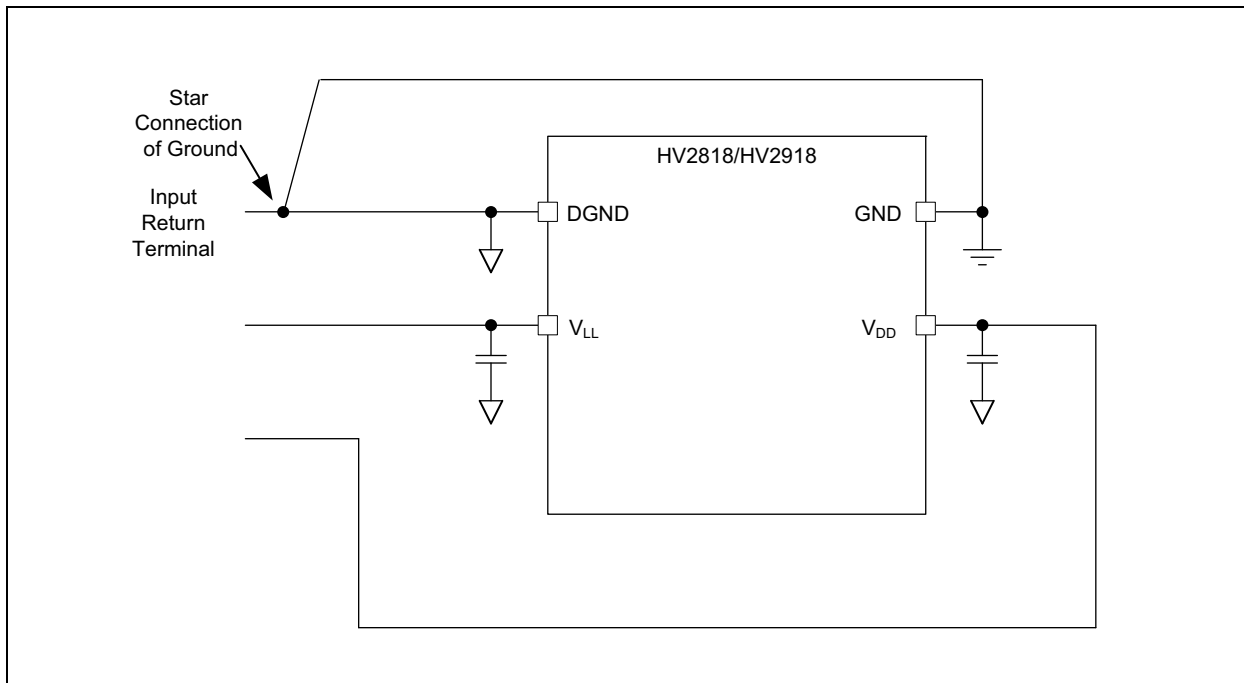 Star
Connection
of Ground
HV2818/HV2918
Input
Return
Terminal
DGND
GND
VLL
VDD